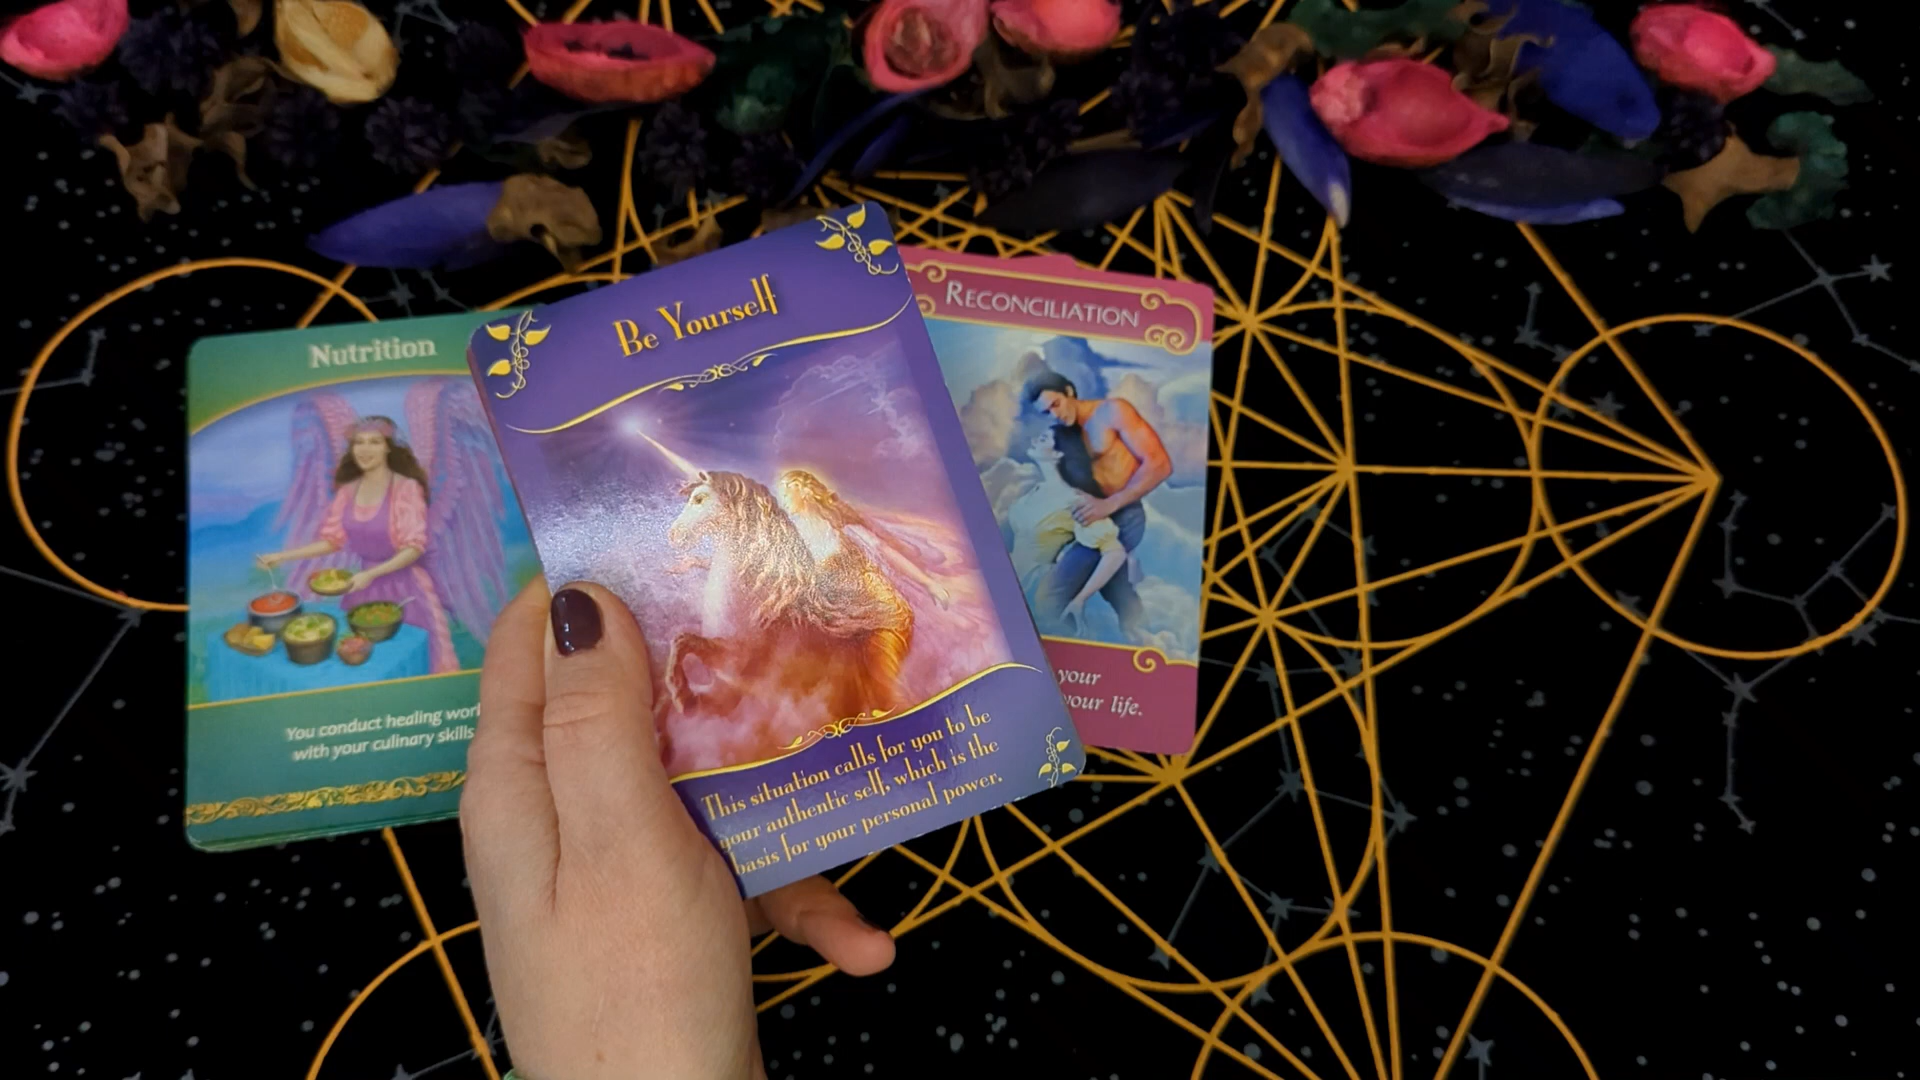 Nutrition
You conduct healing
with your culinary skills
Be Yourself
This situation calls for you to be
your authentic self, which is the
basis for your personal power.
RECONCILIATION
your
your life.